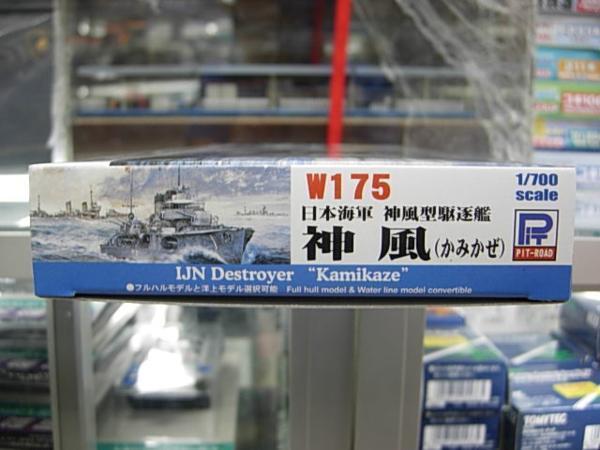 W175
1/700
scale
日本海軍 神風型駆逐艦
神風(かみかぜ)
PiT
PIT-ROAD
IJN Destroyer "Kamikaze"
●フルハルモデルと洋上モデル選択可能 Full hull model & Water line model convertible
TOMYTEC